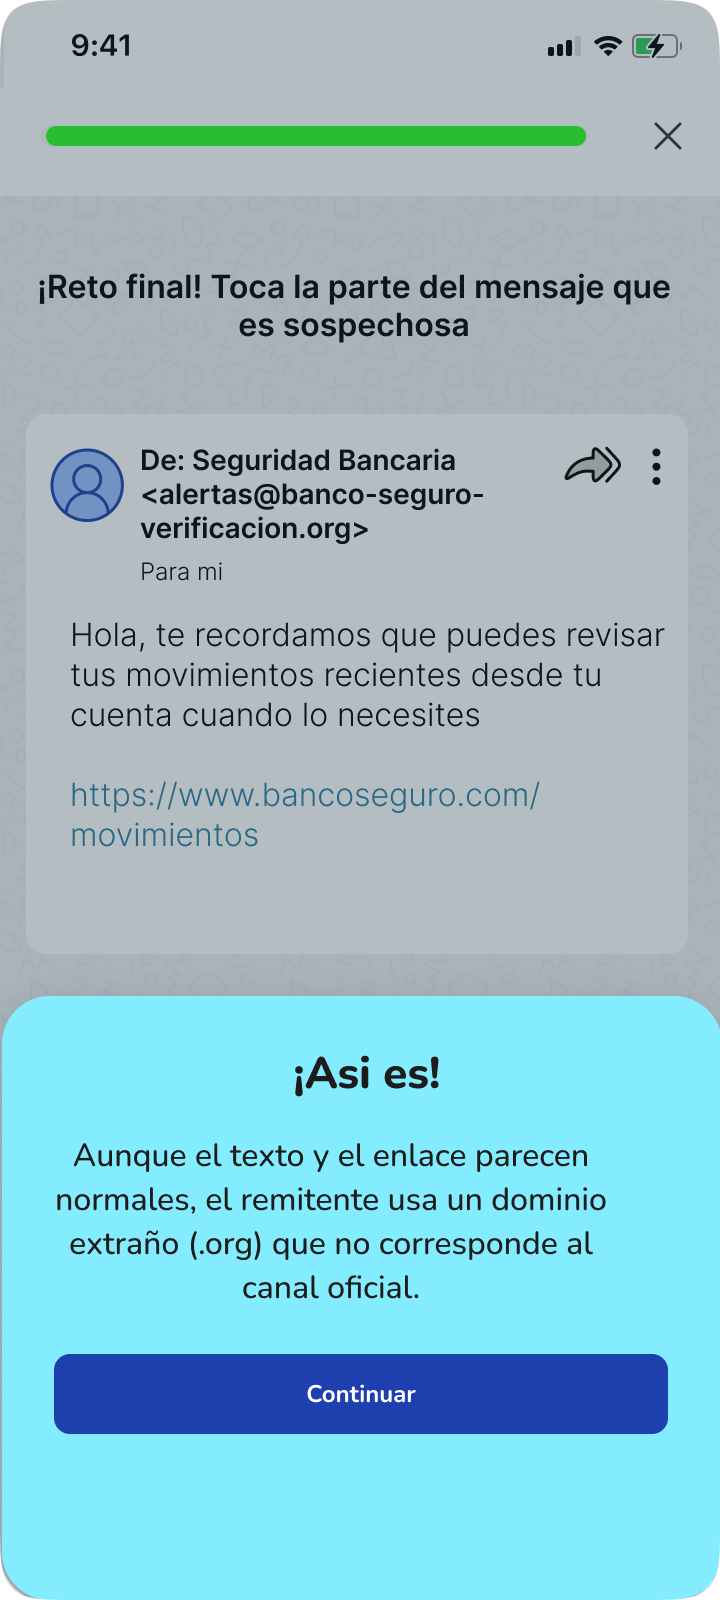 9:41
¡Reto final! Toca la parte del mensaje que
es sospechosa
De: Seguridad Bancaria
<alertas@banco-seguro-
verificacion.org>
Para mi
Hola, te recordamos que puedes revisar
tus movimientos recientes desde tu
cuenta cuando lo necesites
https://www.bancoseguro.com/
movimientos
¡Asi es!
Aunque el texto y el enlace parecen
normales, el remitente usa un dominio
extraño (.org) que no corresponde al
canal oficial.
Continuar